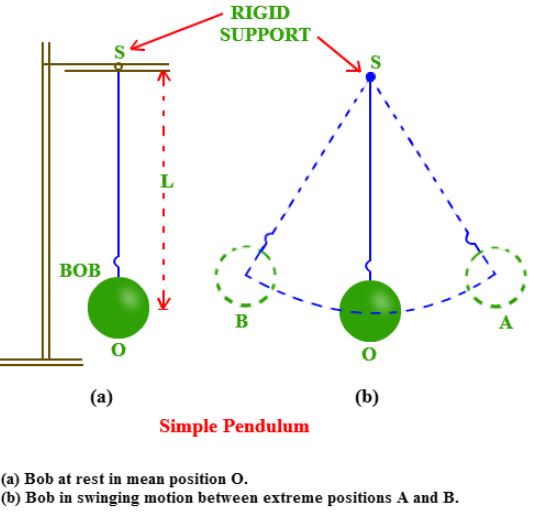 RIGID
SUPPORT
S
S
L
BOB
B
A
O
O
(a)
(b)
Simple Pendulum
(a) Bob at rest in mean position O.
(b) Bob in swinging motion between extreme positions A and B.